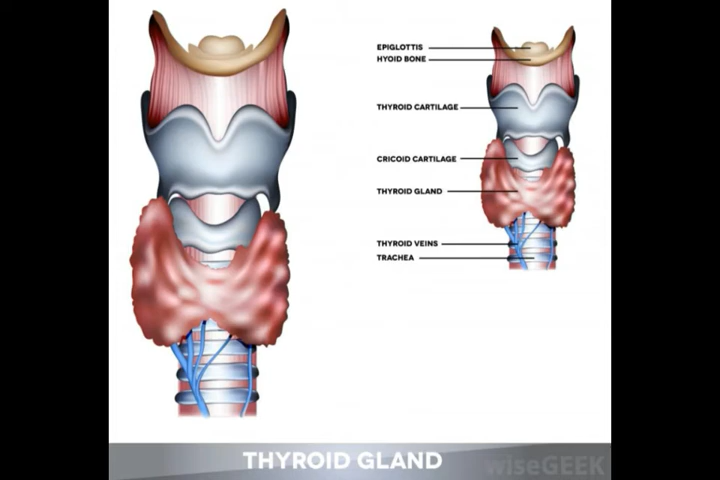 EPIGLOTTIS
HYOID BONE
THYROID CARTILAGE
CRICOID CARTILAGE
THYROID GLAND
THYROID VEINS
TRACHEA
THYROID GLAND
wiseGEEK